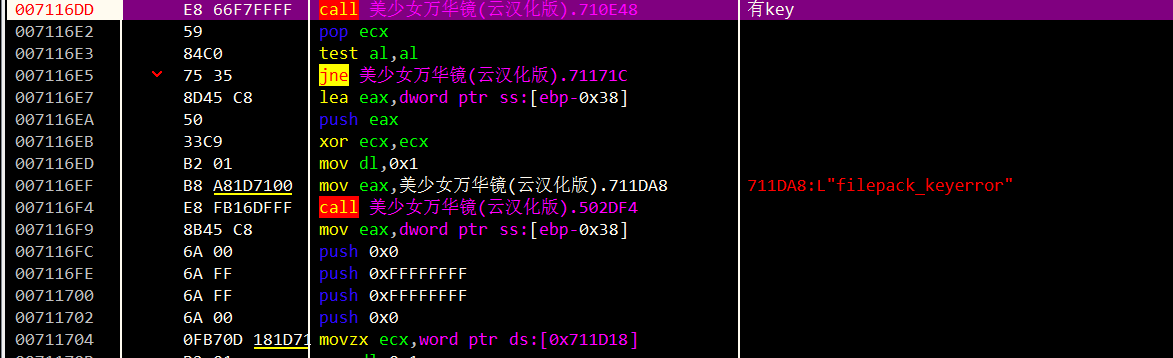 007116DD E8 66F7FFFF call 美少女万华镜(云汉化版).710E48 有key
007116E2 59 pop ecx
007116E3 84C0 test al,al
007116E5 75 35 jne 美少女万华镜(云汉化版).71171C
007116E7 8D45 C8 lea eax,dword ptr ss:[ebp-0x38]
007116EA 50 push eax
007116EB 33C9 xor ecx,ecx
007116ED B2 01 mov dl,0x1
007116EF B8 A81D7100 mov eax,美少女万华镜(云汉化版).711DA8 711DA8:L"filepack_keyerror"
007116F4 E8 FB16DFFF call 美少女万华镜(云汉化版).502DF4
007116F9 8B45 C8 mov eax,dword ptr ss:[ebp-0x38]
007116FC 6A 00 push 0x0
007116FE 6A FF push 0xFFFFFFFF
00711700 6A FF push 0xFFFFFFFF
00711702 6A 00 push 0x0
00711704 0FB70D 181D71 movzx ecx,word ptr ds:[0x711D18]